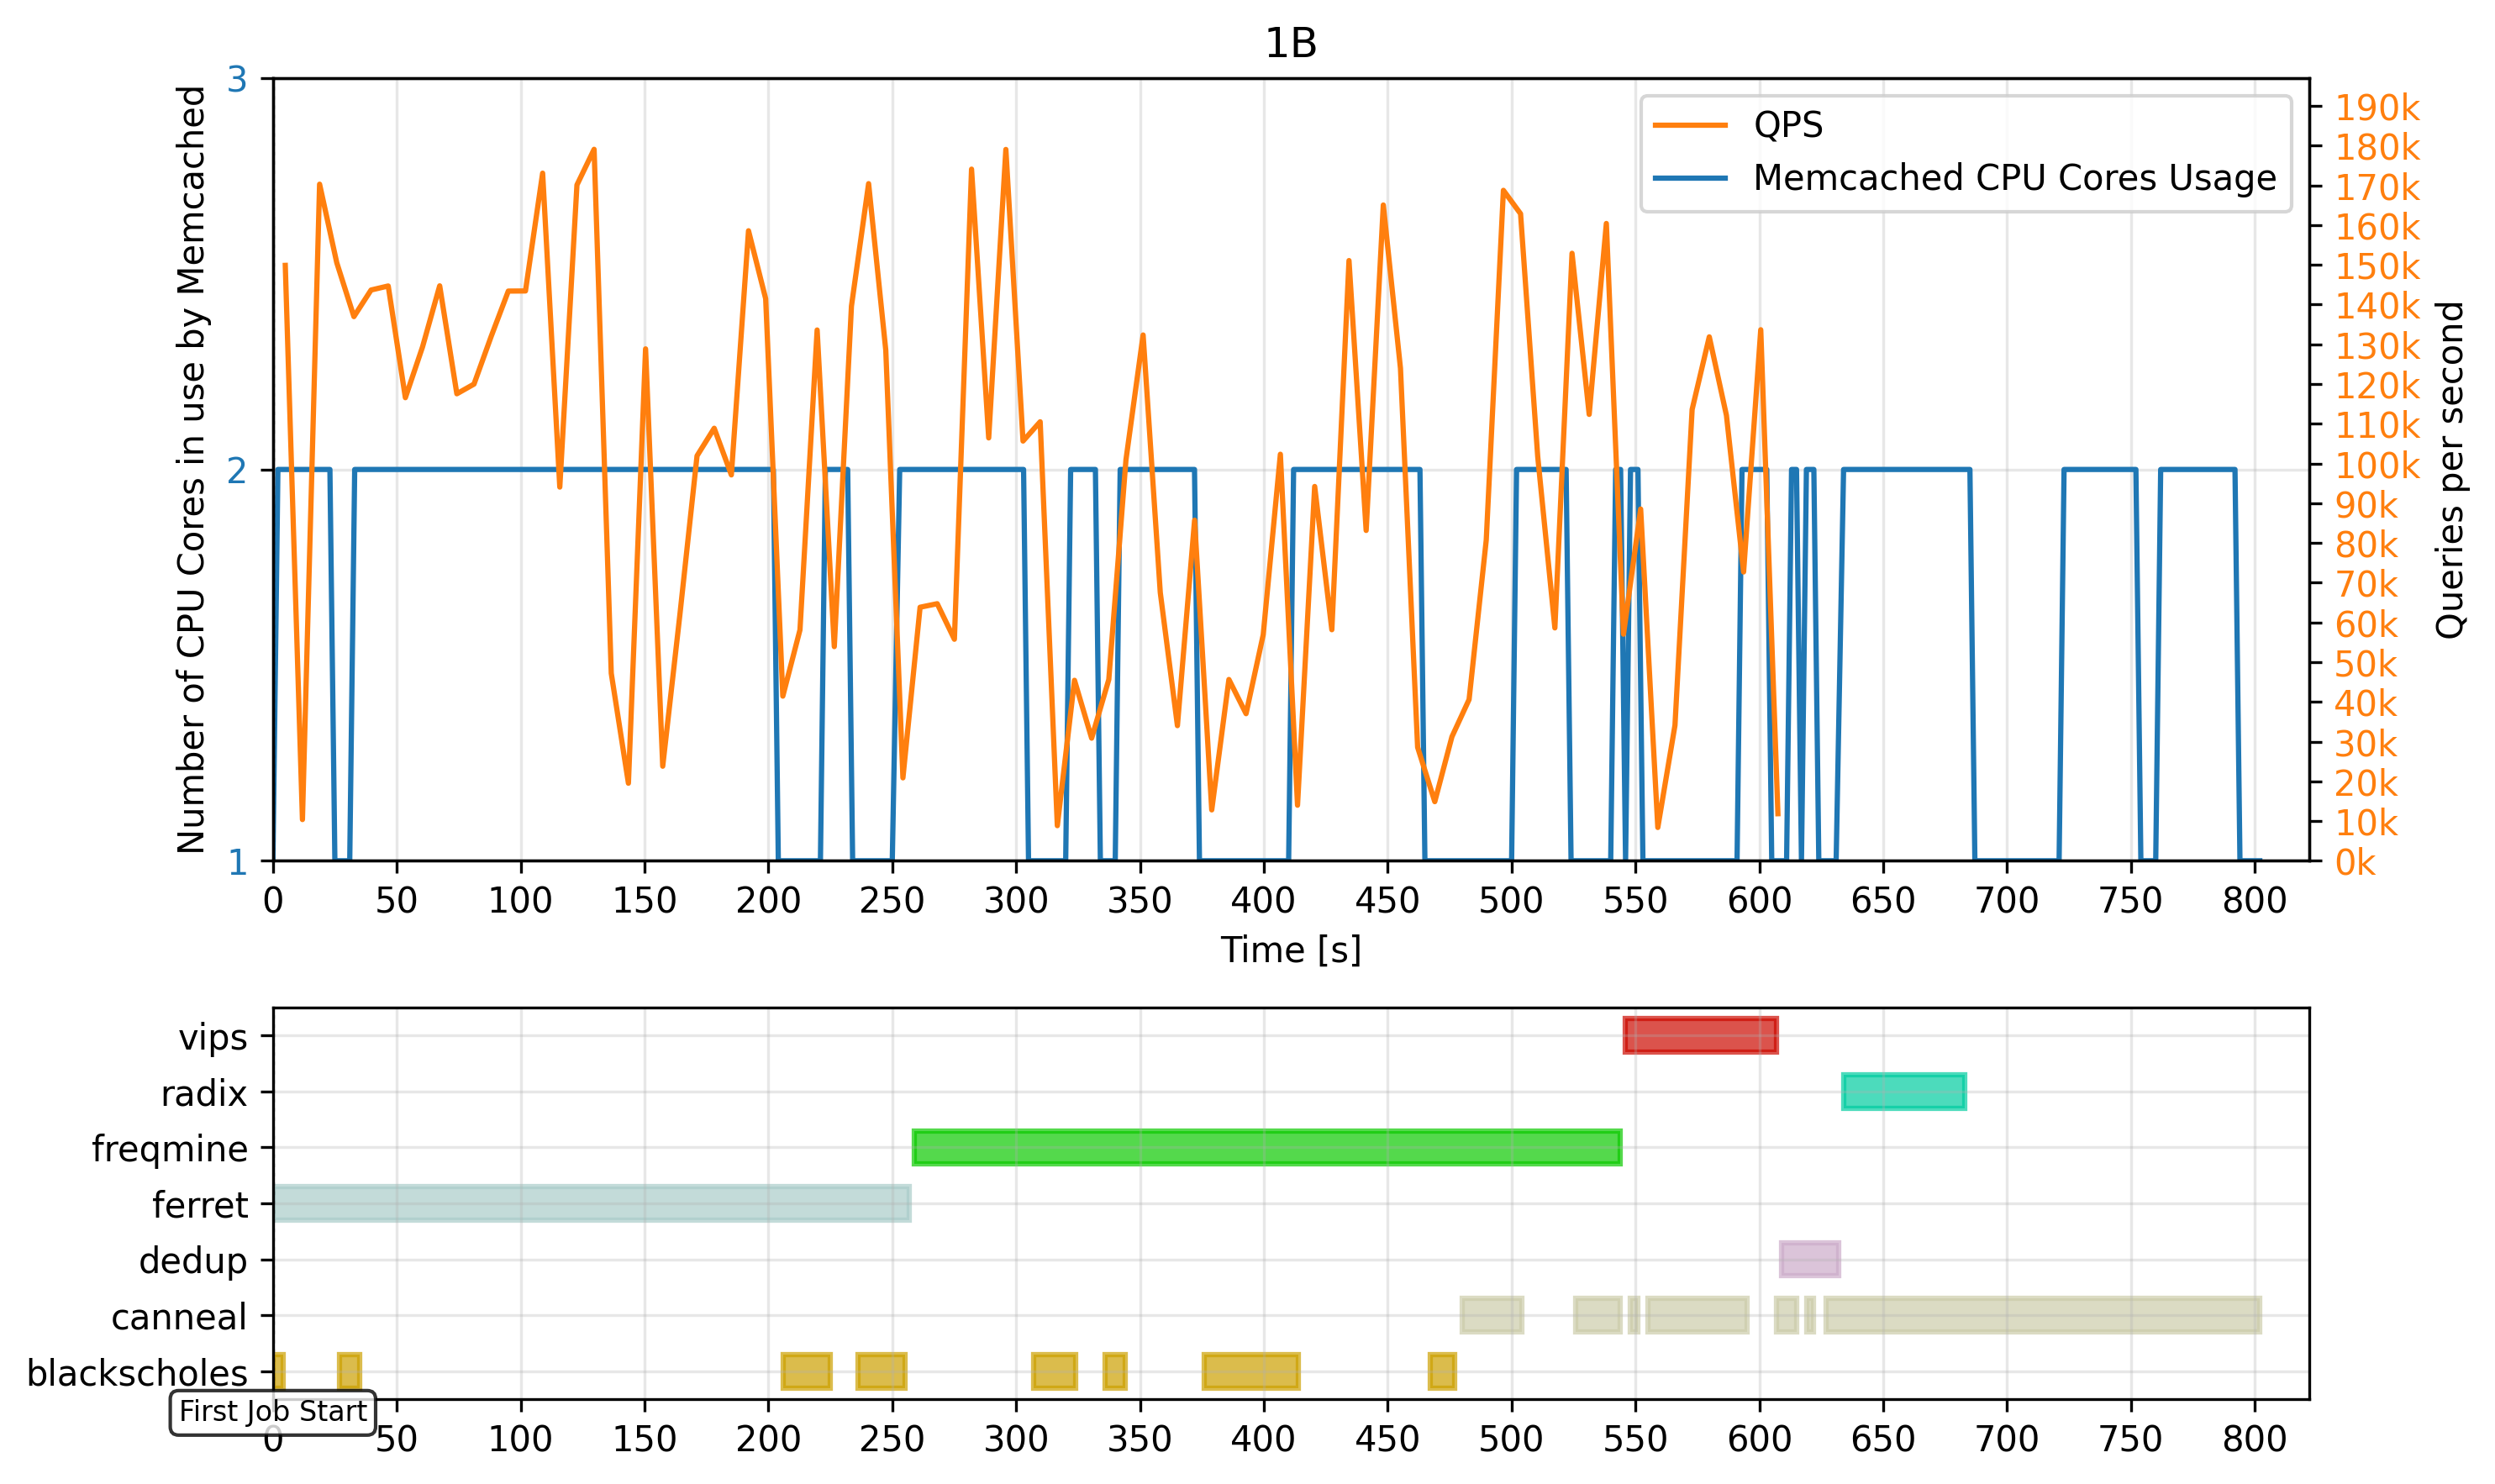 1B
Number of CPU Cores in use by Memcached
3
2
1
QPS
Memcached CPU Cores Usage
190k
180k
170k
160k
150k
140k
130k
120k
110k
100k
90k
80k
70k
60k
50k
40k
30k
20k
10k
0k
Queries per second
0 50 100 150 200 250 300 350 400 450 500 550 600 650 700 750 800
Time [s]
vips
radix
freqmine
ferret
dedup
canneal
blackscholes
First Job Start
0 50 100 150 200 250 300 350 400 450 500 550 600 650 700 750 800